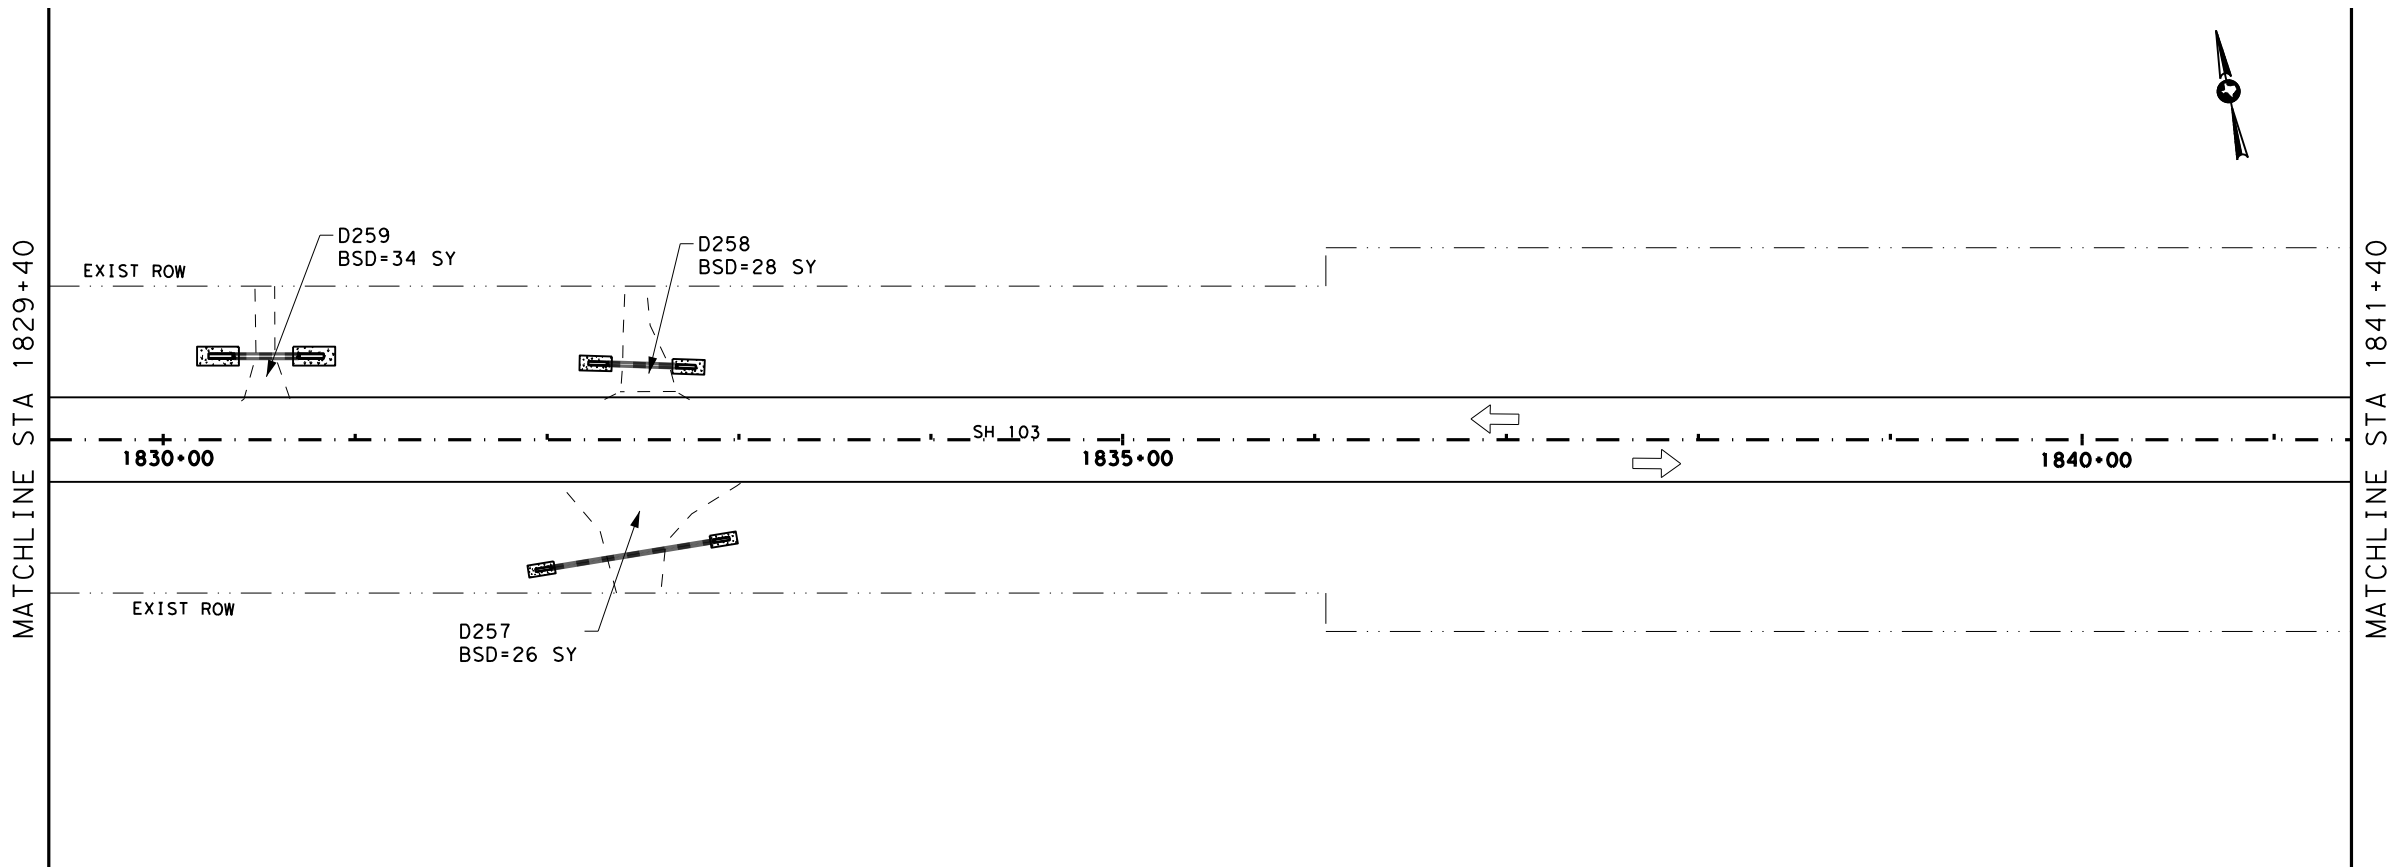 MATCHLINE STA 1829+40
D259
BSD=34 SY
D258
BSD=28 SY
EXIST ROW
SH 103
1830+00
1835+00
1840+00
EXIST ROW
D257
BSD=26 SY
MATCHLINE STA 1841+40